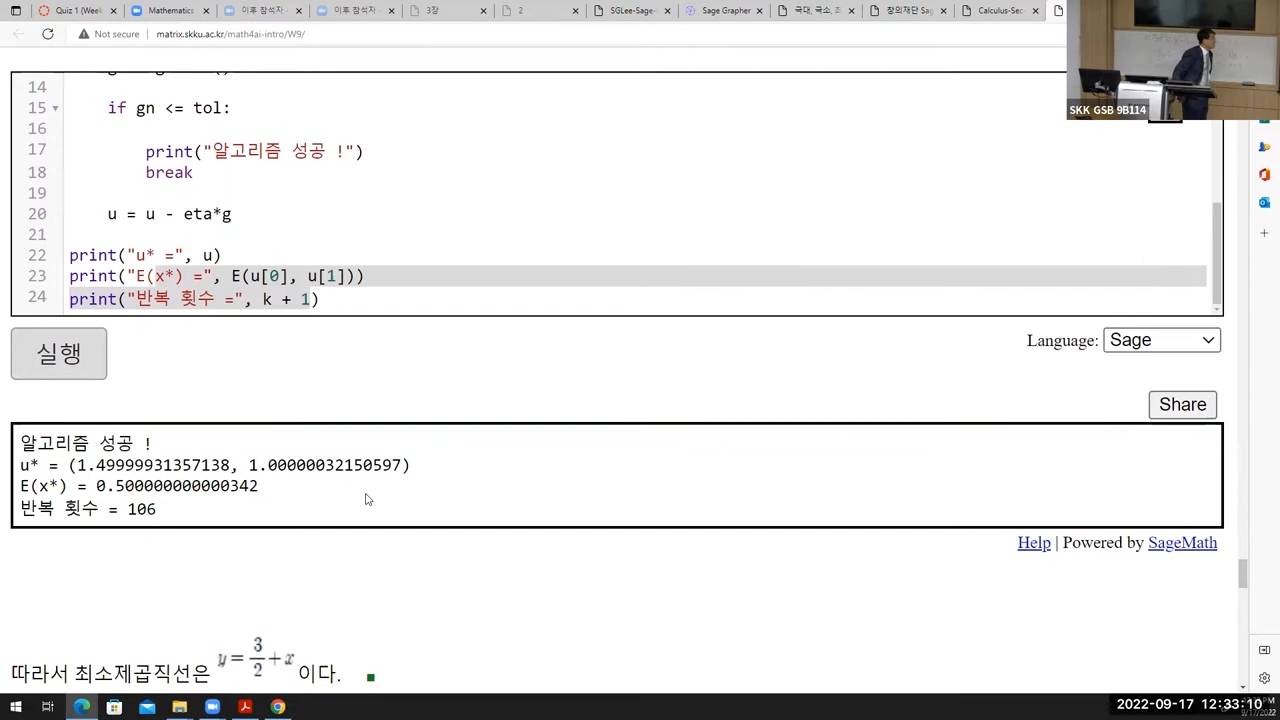 Quiz 1 (Week
Mathematics
이후 참석자
이후 참석자
3장
2
SGLee-Sage-
Sage Grapher
극대, 극소
창의재단 Sag
Calculus-Sec
Not secure
matrix.skku.ac.kr/math4ai-intro/W9/
SKK GSB 9B114
14
15 if gn <= tol:
16
17 print("알고리즘 성공 !")
18 break
19
20 u = u - eta*g
21
22 print("u* =", u)
23 print("E(x*) =", E(u[0], u[1]))
24 print("반복 횟수 =", k + 1)
실행
Language: Sage
Share
알고리즘 성공 !
u* = (1.49999931357138, 1.00000032150597)
E(x*) = 0.500000000000342
반복 횟수 = 106
Help | Powered by SageMath
따라서 최소제곱직선은 y = 3/2 + x 이다.
2022-09-17 12:33:10